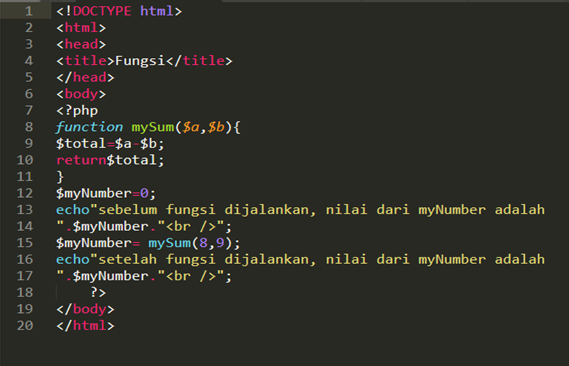 1 <!DOCTYPE html>
2 <html>
3 <head>
4 <title>Fungsi</title>
5 </head>
6 <body>
7 <?php
8 function mySum($a,$b){
9 $total=$a-$b;
10 return$total;
11 }
12 $myNumber=0;
13 echo"sebelum fungsi dijalankan, nilai dari myNumber adalah
14 ".$myNumber."<br />";
15 $myNumber= mySum(8,9);
16 echo"setelah fungsi dijalankan, nilai dari myNumber adalah
17 ".$myNumber."<br />";
18 ?>
19 </body>
20 </html>